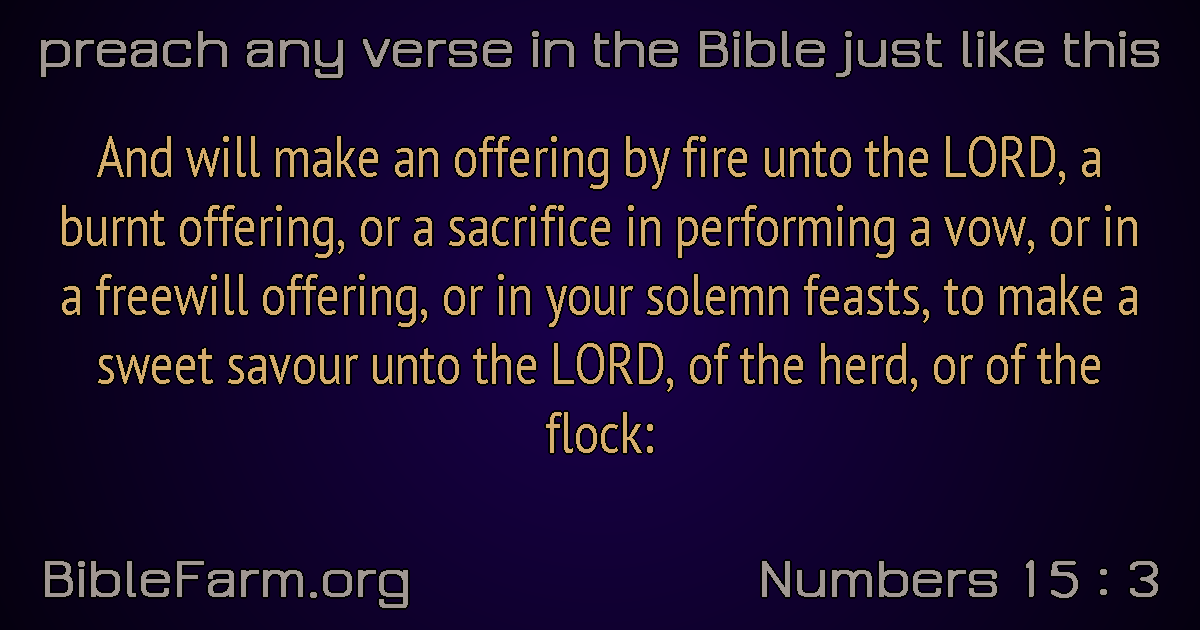 preach any verse in the Bible just like this
And will make an offering by fire unto the LORD, a
burnt offering, or a sacrifice in performing a vow, or in
a freewill offering, or in your solemn feasts, to make a
sweet savour unto the LORD, of the herd, or of the
flock:
BibleFarm.org
Numbers 15 : 3